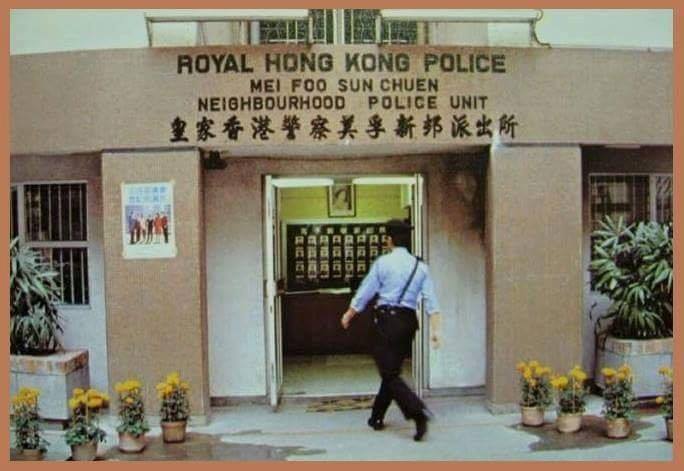 ROYAL HONG KONG POLICE
MEI FOO SUN CHUEN
NEIGHBOURHOOD POLICE UNIT
皇家香港警察美孚新邨派出所